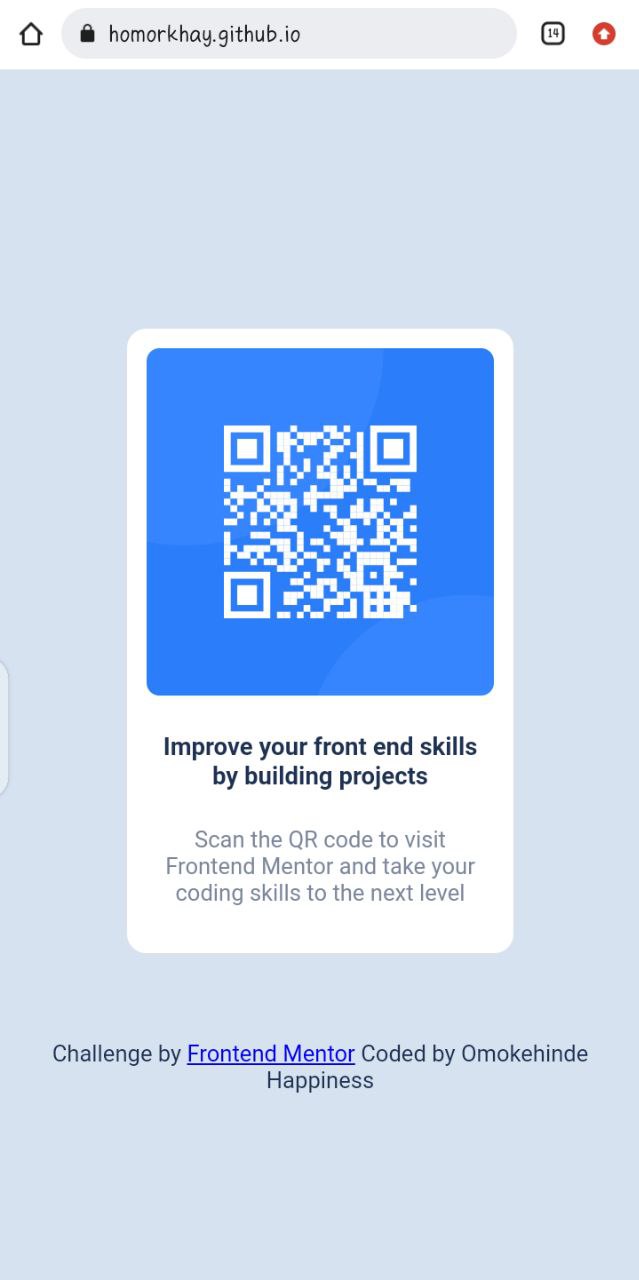 homorkhay.github.io
14
Improve your front end skills
by building projects
Scan the QR code to visit
Frontend Mentor and take your
coding skills to the next level
Challenge by Frontend Mentor Coded by Omokehinde
Happiness